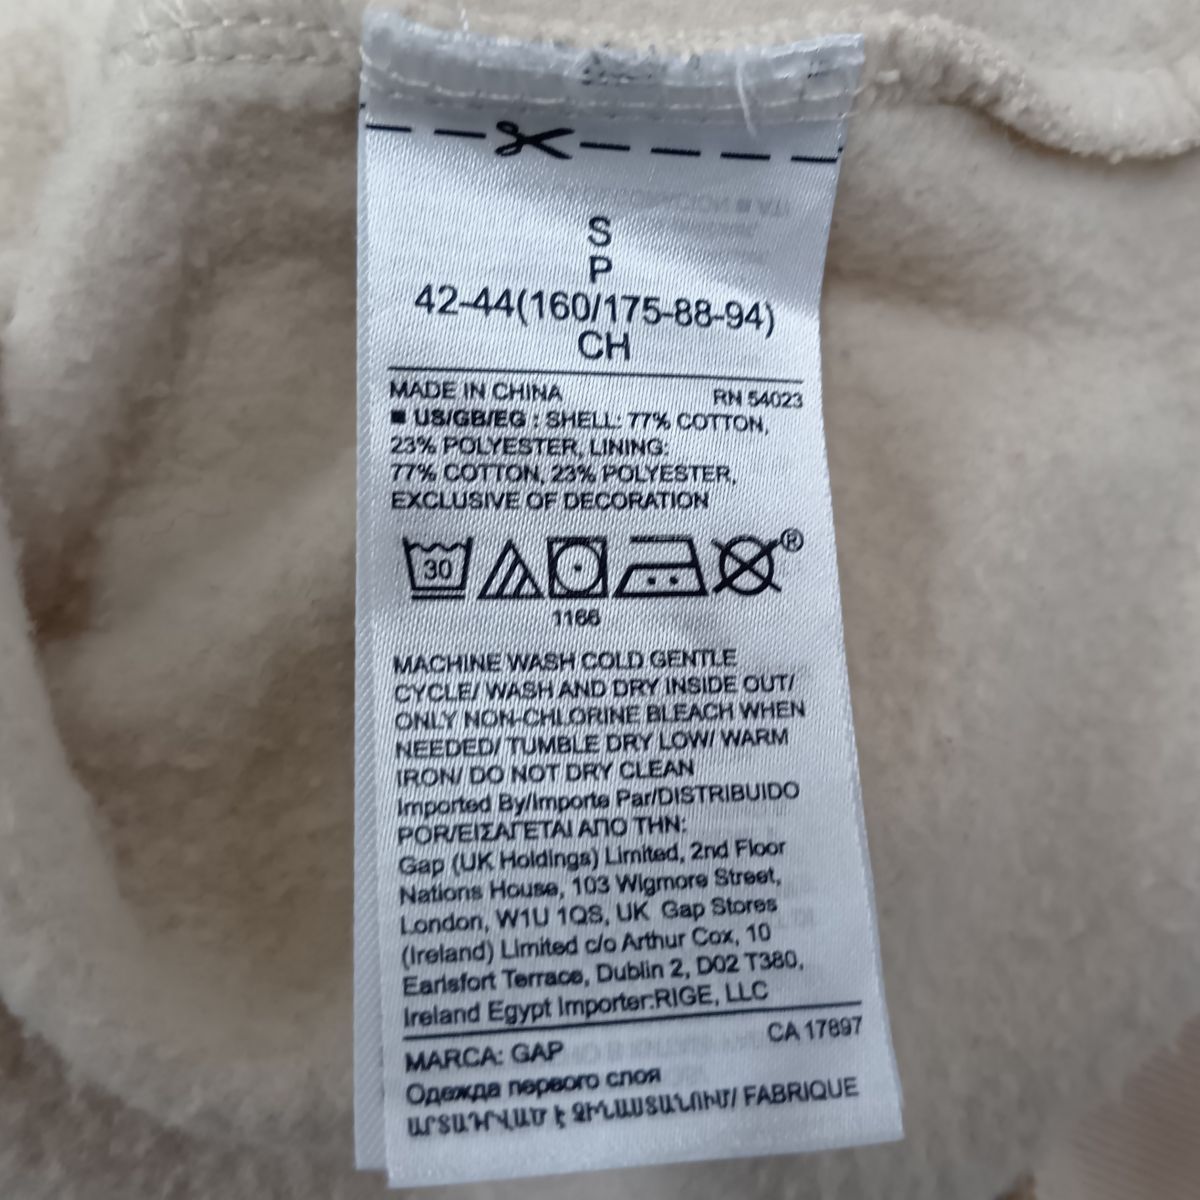 S
P
42-44(160/175-88-94)
CH
MADE IN CHINA RN 54023
■ US/GB/EG : SHELL: 77% COTTON,
23% POLYESTER, LINING:
77% COTTON, 23% POLYESTER,
EXCLUSIVE OF DECORATION
30
®
1166
MACHINE WASH COLD GENTLE
CYCLE/ WASH AND DRY INSIDE OUT/
ONLY NON-CHLORINE BLEACH WHEN
NEEDED/ TUMBLE DRY LOW/ WARM
IRON/ DO NOT DRY CLEAN
Imported By/Importe Par/DISTRIBUIDO
POR/ΕΙΣΑΓΕΤΑΙ ΑΠΟ ΤΗΝ:
Gap (UK Holdings) Limited, 2nd Floor
Nations House, 103 Wigmore Street,
London, W1U 1QS, UK Gap Stores
(Ireland) Limited c/o Arthur Cox, 10
Earlsfort Terrace, Dublin 2, D02 T380,
Ireland Egypt Importer:RIGE, LLC
CA 17897
MARCA: GAP
Одежда первого слоя
ԱՐՏԱԴՐՎԱԾ Է ՉԻՆԱՍՏԱՆՈՒՄ/ FABRIQUE